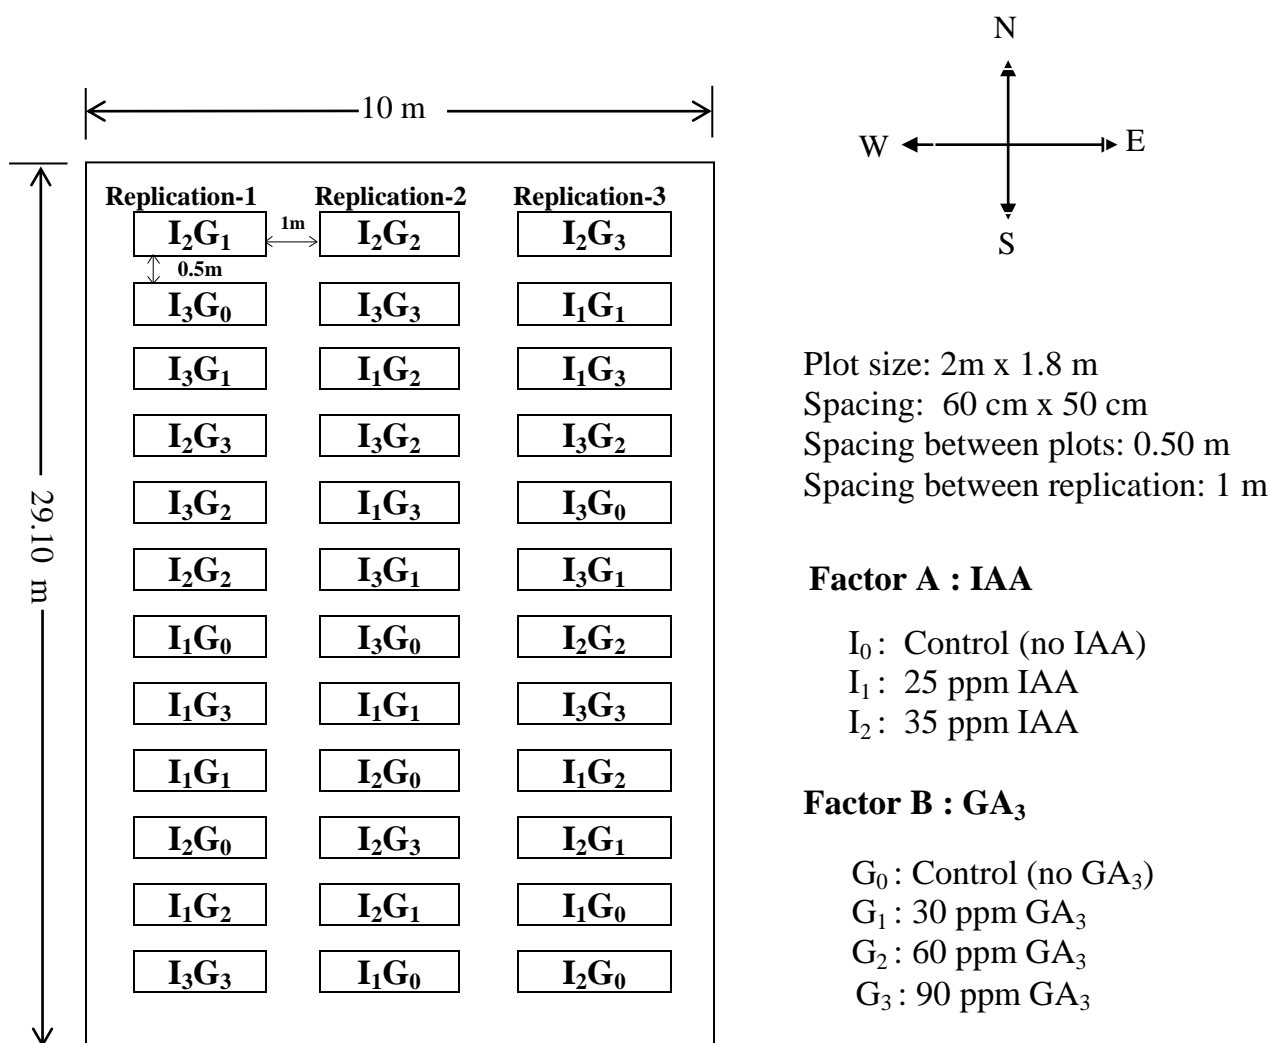 N
10 m
W E
S
Replication-1 Replication-2 Replication-3
I₂G₁ 1m I₂G₂ I₂G₃
0.5m
I₃G₀ I₃G₃ I₁G₁
I₃G₁ I₁G₂ I₁G₃
I₂G₃ I₃G₂ I₃G₂
I₃G₂ I₁G₃ I₃G₀
I₂G₂ I₃G₁ I₃G₁
I₁G₀ I₃G₀ I₂G₂
I₁G₃ I₁G₁ I₃G₃
I₁G₁ I₂G₀ I₁G₂
I₂G₀ I₂G₃ I₂G₁
I₁G₂ I₂G₁ I₁G₀
I₃G₃ I₁G₀ I₂G₀
29.10 m
Plot size: 2m x 1.8 m
Spacing: 60 cm x 50 cm
Spacing between plots: 0.50 m
Spacing between replication: 1 m
Factor A : IAA
I₀ : Control (no IAA)
I₁ : 25 ppm IAA
I₂ : 35 ppm IAA
Factor B : GA₃
G₀ : Control (no GA₃)
G₁ : 30 ppm GA₃
G₂ : 60 ppm GA₃
G₃ : 90 ppm GA₃